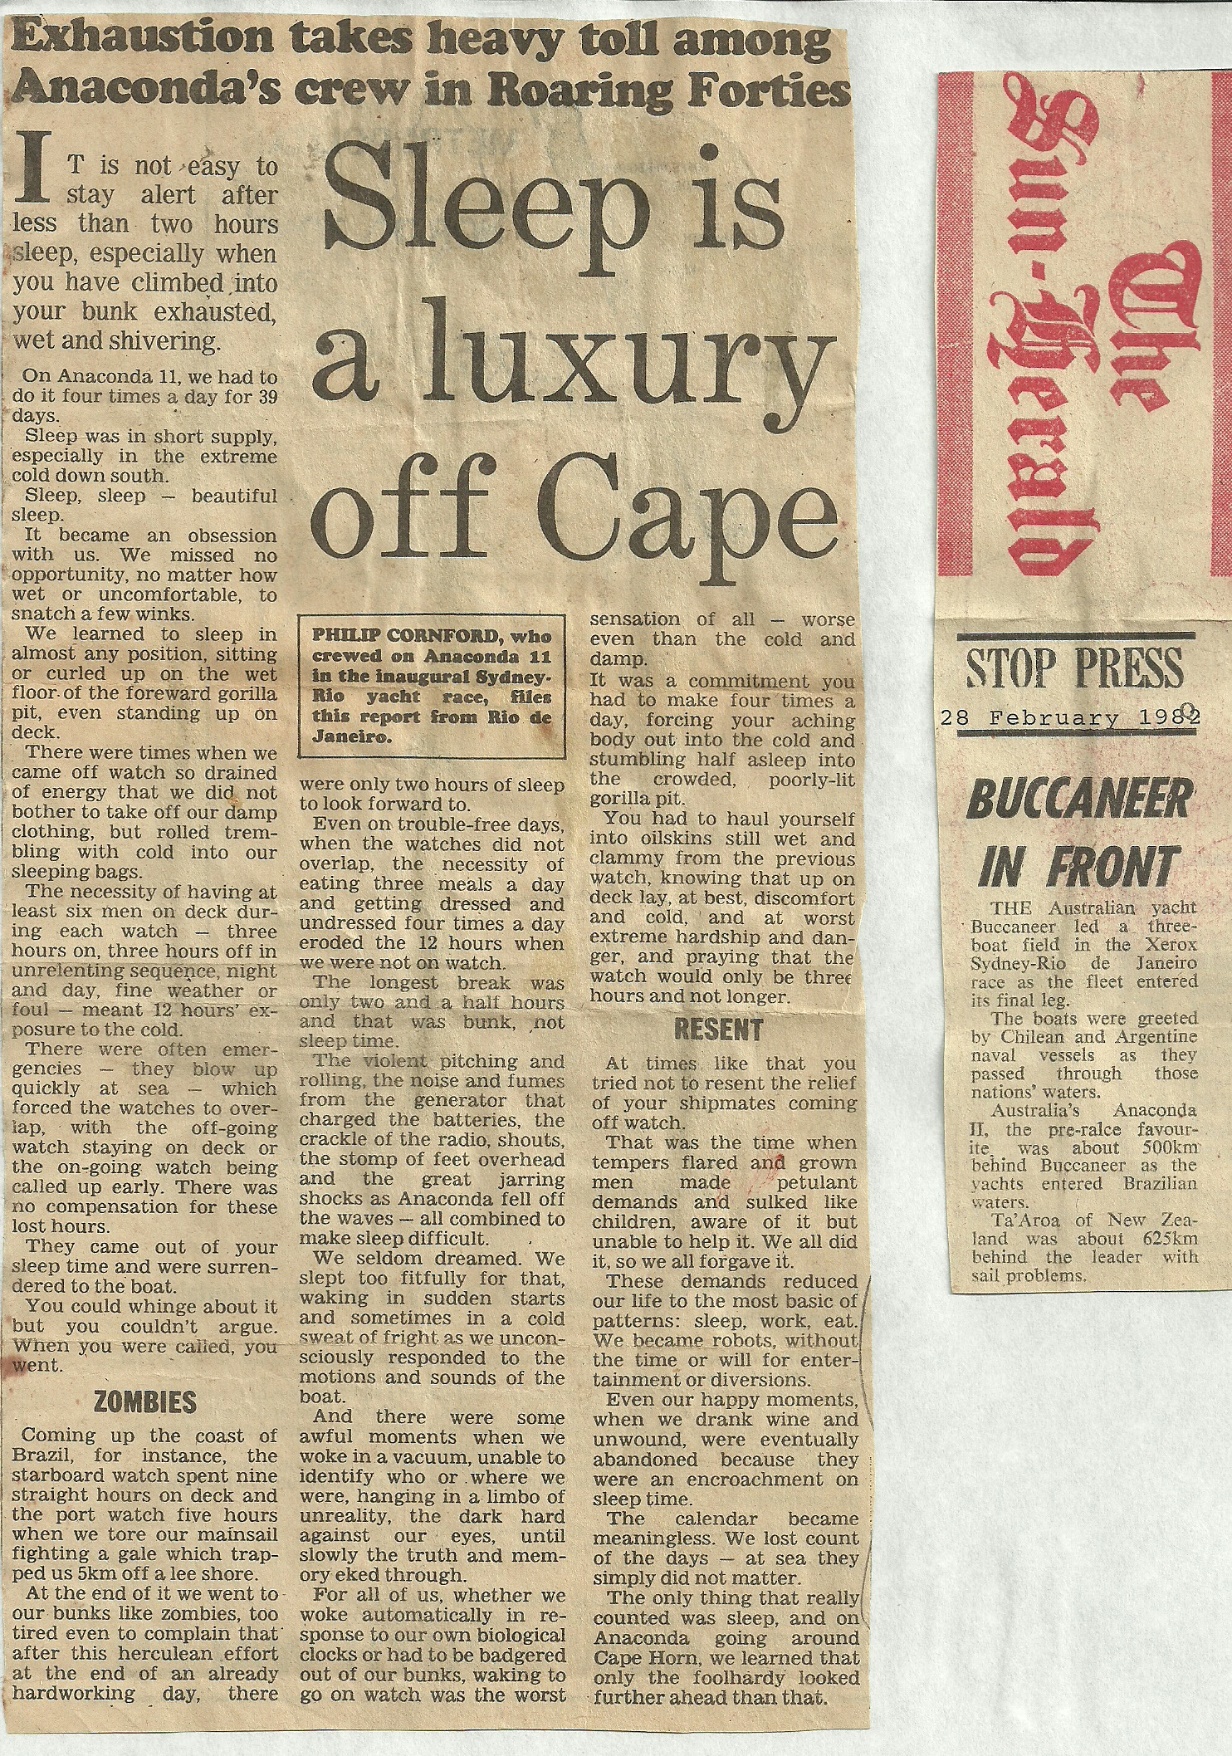 Exhaustion takes heavy toll among
Anaconda's crew in Roaring Forties
Sleep is
a luxury
off Cape
IT is not easy to
stay alert after
less than two hours
sleep, especially when
you have climbed into
your bunk exhausted,
wet and shivering.
On Anaconda 11, we had to
do it four times a day for 39
days.
Sleep was in short supply,
especially in the extreme
cold down south.
Sleep, sleep — beautiful
sleep.
It became an obsession
with us. We missed no
opportunity, no matter how
wet or uncomfortable, to
snatch a few winks.
We learned to sleep in
almost any position, sitting
or curled up on the wet
floor of the foreward gorilla
pit, even standing up on
deck.
There were times when we
came off watch so drained
of energy that we did not
bother to take off our damp
clothing, but rolled trem-
bling with cold into our
sleeping bags.
The necessity of having at
least six men on deck dur-
ing each watch — three
hours on, three hours off in
unrelenting sequence, night
and day, fine weather or
foul — meant 12 hours' ex-
posure to the cold.
There were often emer-
gencies — they blow up
quickly at sea — which
forced the watches to over-
lap, with the off-going
watch staying on deck or
the on-going watch being
called up early. There was
no compensation for these
lost hours.
They came out of your
sleep time and were surren-
dered to the boat.
You could whinge about it
but you couldn't argue.
When you were called, you
went.
ZOMBIES
Coming up the coast of
Brazil, for instance, the
starboard watch spent nine
straight hours on deck and
the port watch five hours
when we tore our mainsail
fighting a gale which trap-
ped us 5km off a lee shore.
At the end of it we went to
our bunks like zombies, too
tired even to complain that
after this herculean effort
at the end of an already
hardworking day, there
PHILIP CORNFORD, who
crewed on Anaconda 11
in the inaugural Sydney-
Rio yacht race, files
this report from Rio de
Janeiro.
were only two hours of sleep
to look forward to.
Even on trouble-free days,
when the watches did not
overlap, the necessity of
eating three meals a day
and getting dressed and
undressed four times a day
eroded the 12 hours when
we were not on watch.
The longest break was
only two and a half hours
and that was bunk, not
sleep time.
The violent pitching and
rolling, the noise and fumes
from the generator that
charged the batteries, the
crackle of the radio, shouts,
the stomp of feet overhead
and the great jarring
shocks as Anaconda fell off
the waves — all combined to
make sleep difficult.
We seldom dreamed. We
slept too fitfully for that,
waking in sudden starts
and sometimes in a cold
sweat of fright as we uncon-
sciously responded to the
motions and sounds of the
boat.
And there were some
awful moments when we
woke in a vacuum, unable to
identify who or where we
were, hanging in a limbo of
unreality, the dark hard
against our eyes, until
slowly the truth and mem-
ory eked through.
For all of us, whether we
woke automatically in re-
sponse to our own biological
clocks or had to be badgered
out of our bunks, waking to
go on watch was the worst
sensation of all — worse
even than the cold and
damp.
It was a commitment you
had to make four times a
day, forcing your aching
body out into the cold and
stumbling half asleep into
the crowded, poorly-lit
gorilla pit.
You had to haul yourself
into oilskins still wet and
clammy from the previous
watch, knowing that up on
deck lay, at best, discomfort
and cold, and at worst
extreme hardship and dan-
ger, and praying that the
watch would only be three
hours and not longer.
RESENT
At times like that you
tried not to resent the relief
of your shipmates coming
off watch.
That was the time when
tempers flared and grown
men made petulant
demands and sulked like
children, aware of it but
unable to help it. We all did
it, so we all forgave it.
These demands reduced
our life to the most basic of
patterns: sleep, work, eat.
We became robots, without
the time or will for enter-
tainment or diversions.
Even our happy moments,
when we drank wine and
unwound, were eventually
abandoned because they
were an encroachment on
sleep time.
The calendar became
meaningless. We lost count
of the days — at sea they
simply did not matter.
The only thing that really
counted was sleep, and on
Anaconda going around
Cape Horn, we learned that
only the foolhardy looked
further ahead than that.
The
Sun-Herald
STOP PRESS
28 February 1982
BUCCANEER
IN FRONT
THE Australian yacht
Buccaneer led a three-
boat field in the Xerox
Sydney-Rio de Janeiro
race as the fleet entered
its final leg.
The boats were greeted
by Chilean and Argentine
naval vessels as they
passed through those
nations' waters.
Australia's Anaconda
II, the pre-ralce favour-
ite was about 500km
behind Buccaneer as the
yachts entered Brazilian
waters.
Ta'Aroa of New Zea-
land was about 625km
behind the leader with
sail problems.